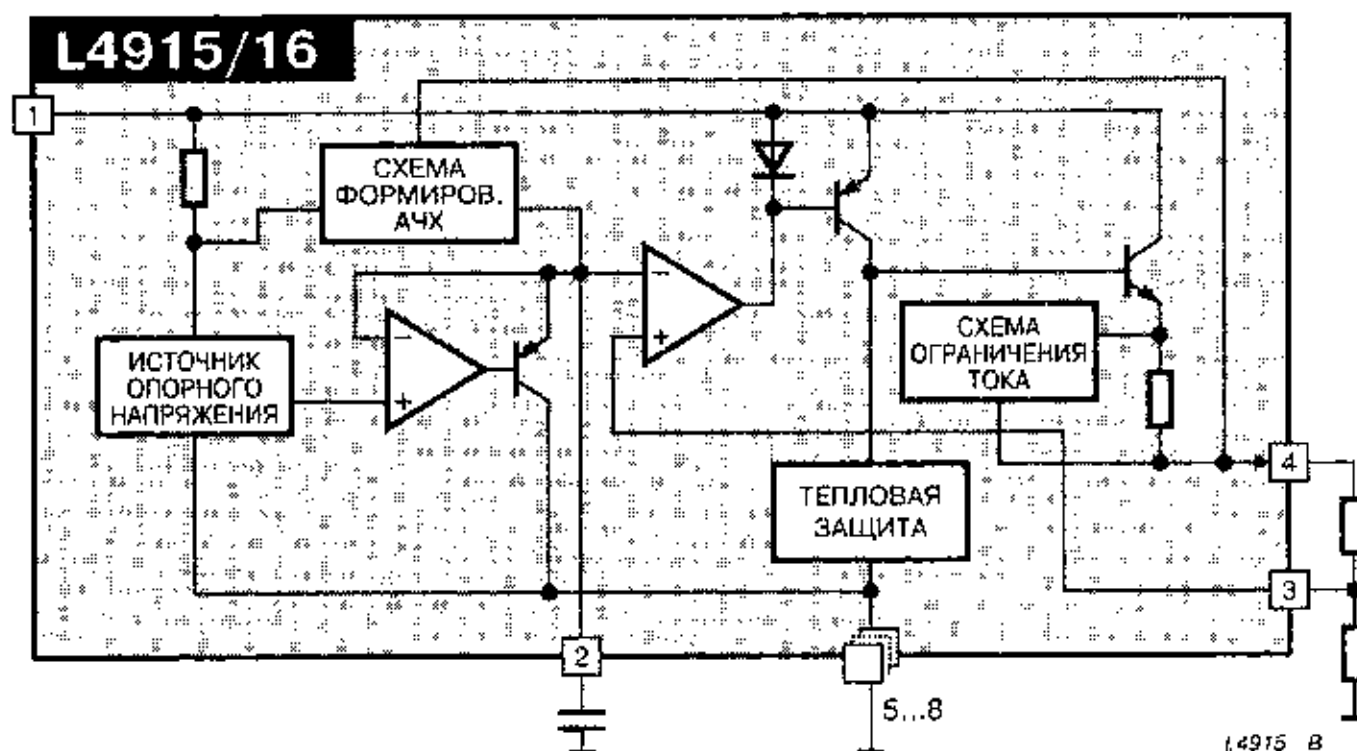 L4915/16
1
СХЕМА
ФОРМИРОВ.
АЧХ
ИСТОЧНИК
ОПОРНОГО
НАПРЯЖЕНИЯ
−
+
−
+
СХЕМА
ОГРАНИЧЕНИЯ
ТОКА
ТЕПЛОВАЯ
ЗАЩИТА
4
3
2
5...8
L4915 B